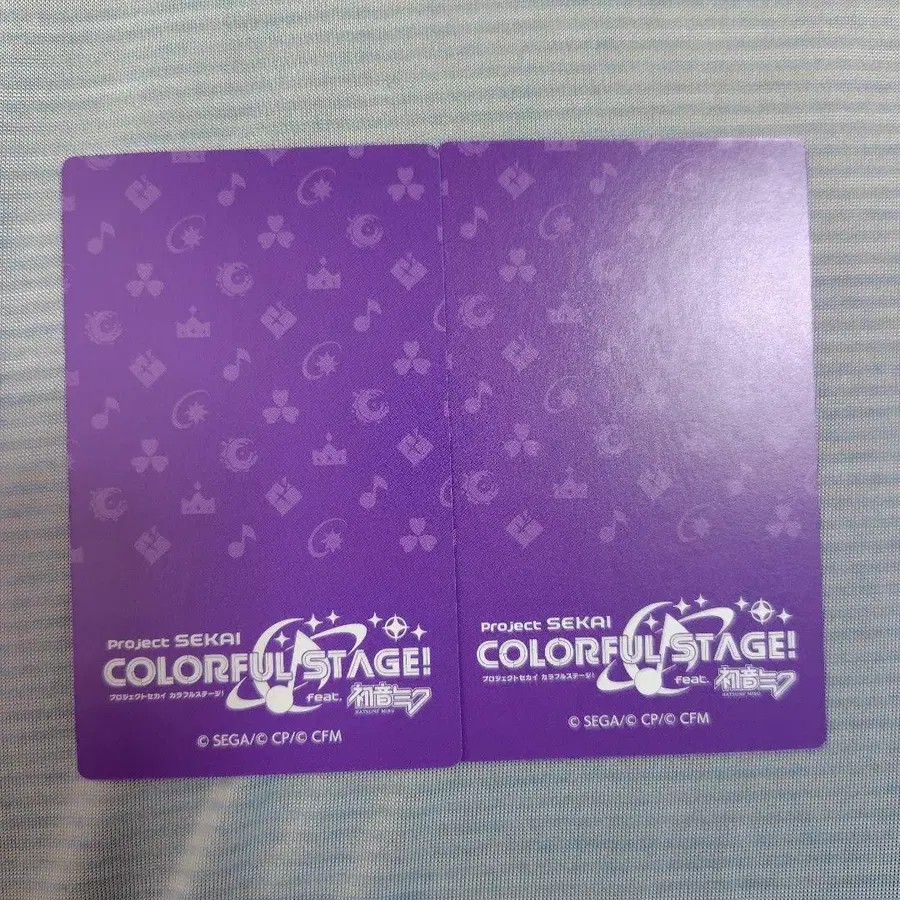 Project SEKAI
COLORFUL STAGE!
プロジェクトセカイ カラフルステージ!
feat. 初音ミク
HATSUNE MIKU
© SEGA/© CP/© CFM
Project SEKAI
COLORFUL STAGE!
プロジェクトセカイ カラフルステージ!
feat. 初音ミク
HATSUNE MIKU
© SEGA/© CP/© CFM